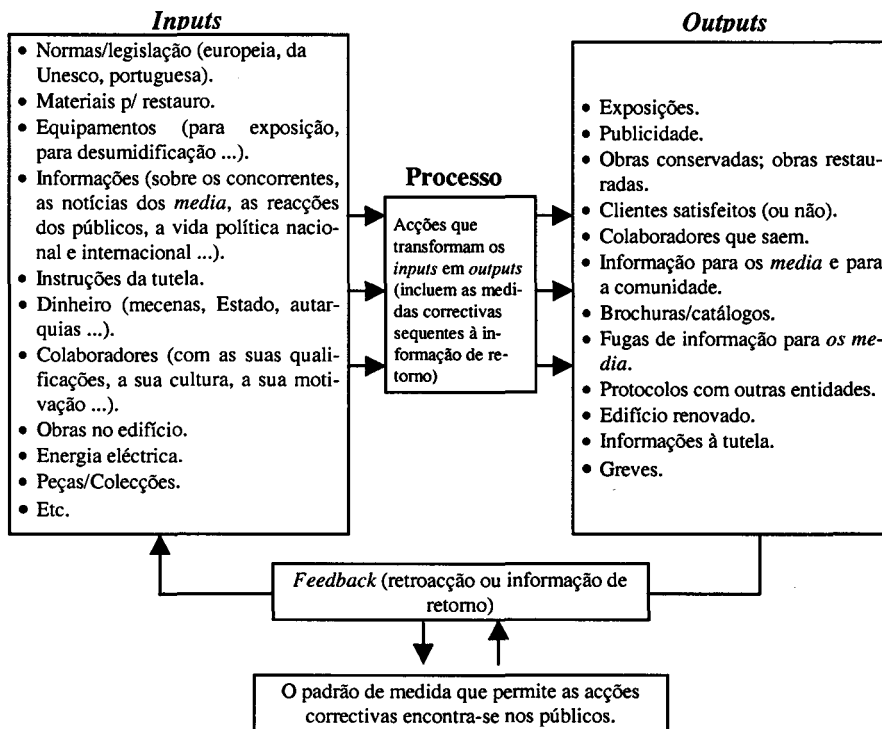 Inputs
• Normas/legislação (europeia, da
Unesco, portuguesa).
• Materiais p/ restauro.
• Equipamentos (para exposição,
para desumidificação ...).
• Informações (sobre os concorrentes,
as notícias dos media, as reacções
dos públicos, a vida política nacio-
nal e internacional ...).
• Instruções da tutela.
• Dinheiro (mecenas, Estado, autar-
quias ...).
• Colaboradores (com as suas quali-
ficações, a sua cultura, a sua moti-
vação ...).
• Obras no edifício.
• Energia eléctrica.
• Peças/Colecções.
• Etc.
Processo
Acções que
transformam os
inputs em outputs
(incluem as medi-
das correctivas
sequentes à in-
formação de re-
torno)
Outputs
• Exposições.
• Publicidade.
• Obras conservadas; obras restau-
radas.
• Clientes satisfeitos (ou não).
• Colaboradores que saem.
• Informação para os media e para
a comunidade.
• Brochuras/catálogos.
• Fugas de informação para os me-
dia.
• Protocolos com outras entidades.
• Edifício renovado.
• Informações à tutela.
• Greves.
Feedback (retroacção ou informação de
retorno)
O padrão de medida que permite as acções
correctivas encontra-se nos públicos.